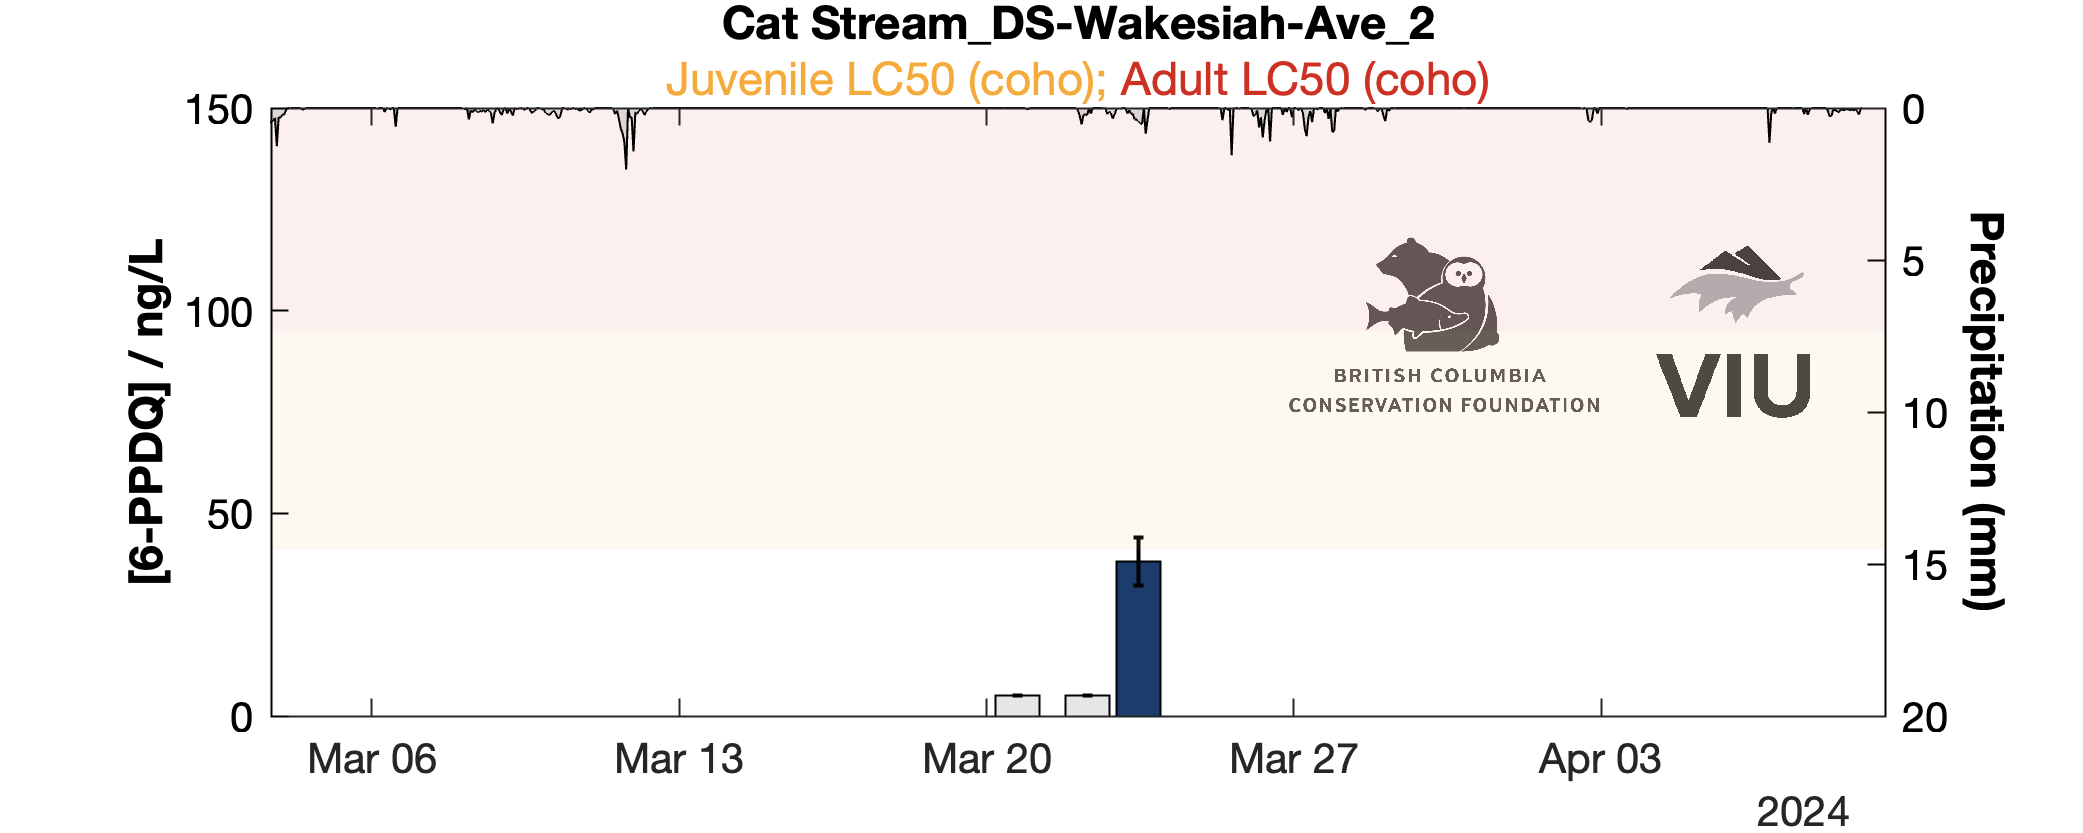 Cat Stream_DS-Wakesiah-Ave_2
Juvenile LC50 (coho); Adult LC50 (coho)
[6-PPDQ] / ng/L
150
100
50
0
0
5
10
15
20
Precipitation (mm)
BRITISH COLUMBIA
CONSERVATION FOUNDATION
VIU
Mar 06
Mar 13
Mar 20
Mar 27
Apr 03
2024